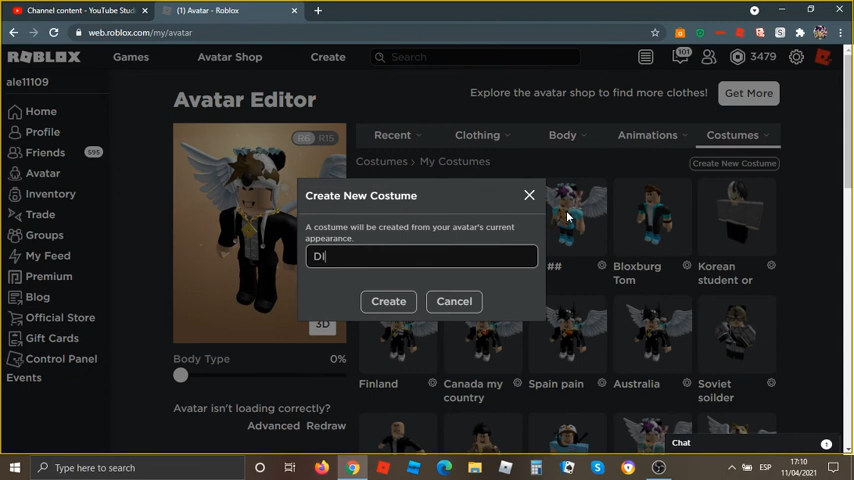 Channel content - YouTube Stud
(1) Avatar - Roblox
web.roblox.com/my/avatar
ROBLOX
Games
Avatar Shop
Create
Search
101
3479
ale11109
Home
Profile
Friends
595
Avatar
Inventory
Trade
Groups
My Feed
Premium
Blog
Official Store
Gift Cards
Control Panel
Events
Avatar Editor
Explore the avatar shop to find more clothes!
Get More
R6
R15
3D
Body Type
0%
Avatar isn't loading correctly?
Advanced
Redraw
Recent
Clothing
Body
Animations
Costumes
Costumes > My Costumes
Create New Costume
Create New Costume
A costume will be created from your avatar's current
appearance.
DI
Create
Cancel
##
Bloxburg
Tom
Korean
student or
Finland
Canada my
country
Spain pain
Australia
Soviet
soilder
Chat
1
Type here to search
ESP
17:10
11/04/2021